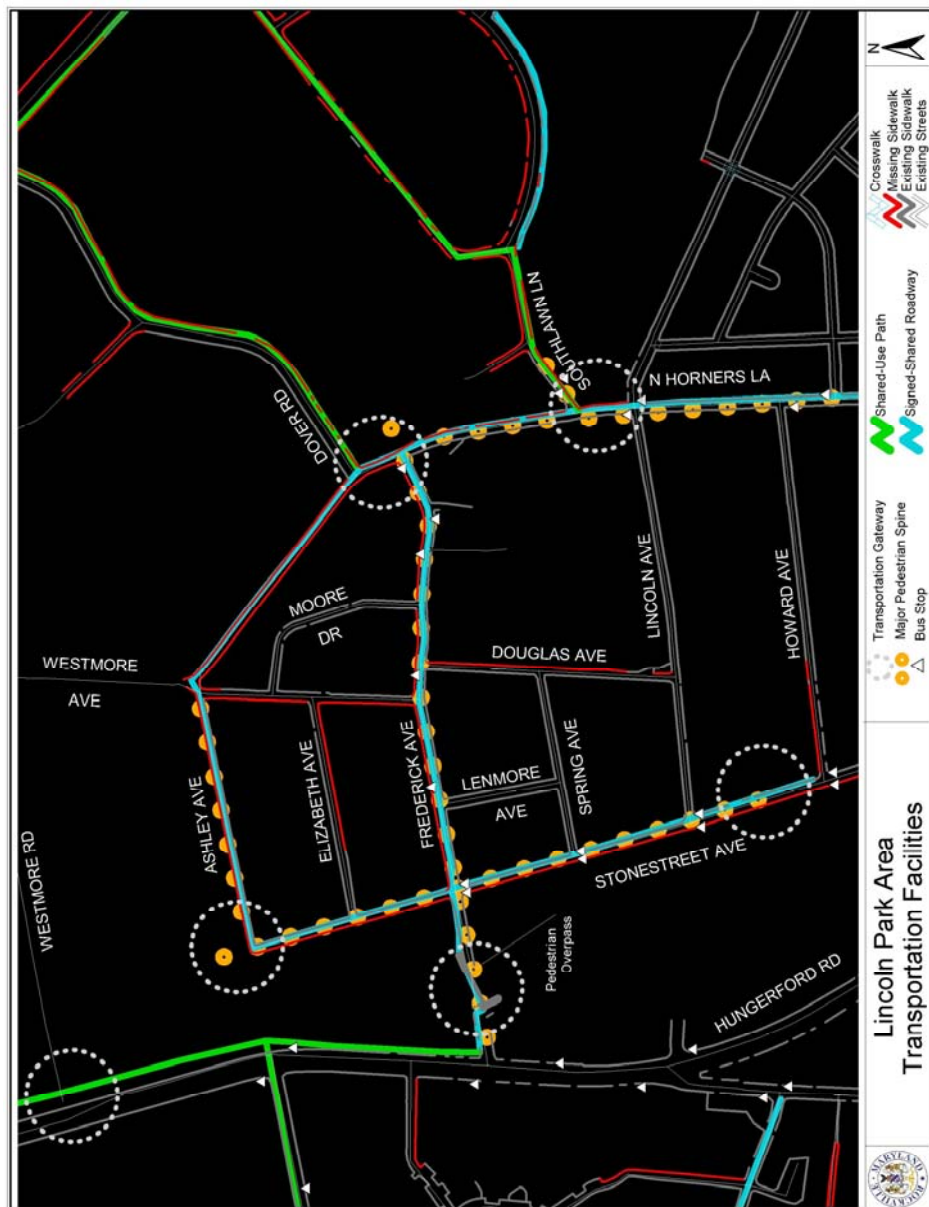 WESTMORE
AVE
WESTMORE RD
ASHLEY AVE
ELIZABETH AVE
MOORE
DR
DOVER RD
FREDERICK AVE
LENMORE
AVE
SPRING AVE
DOUGLAS AVE
SOUTHLAWN LN
N HORNERS LA
LINCOLN AVE
HOWARD AVE
STONESTREET AVE
Pedestrian
Overpass
HUNGERFORD RD
MARYLAND
ROCKVILLE
Lincoln Park Area
Transportation Facilities
Transportation Gateway
Major Pedestrian Spine
Bus Stop
Shared-Use Path
Signed-Shared Roadway
Crosswalk
Missing Sidewalk
Existing Sidewalk
Existing Streets
N